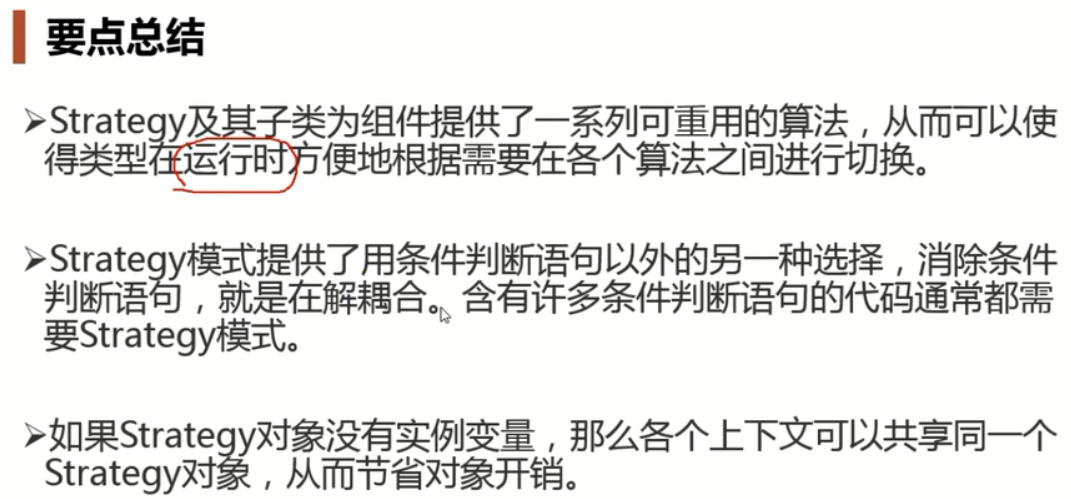 要点总结
➢Strategy及其子类为组件提供了一系列可重用的算法，从而可以使
得类型在运行时方便地根据需要在各个算法之间进行切换。
➢Strategy模式提供了用条件判断语句以外的另一种选择，消除条件
判断语句，就是在解耦合。含有许多条件判断语句的代码通常都需
要Strategy模式。
➢如果Strategy对象没有实例变量，那么各个上下文可以共享同一个
Strategy对象，从而节省对象开销。